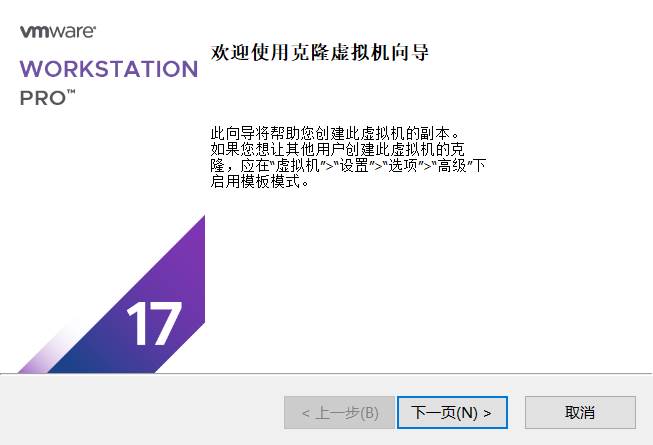 vmware®
WORKSTATION
PRO™
欢迎使用克隆虚拟机向导
此向导将帮助您创建此虚拟机的副本。
如果您想让其他用户创建此虚拟机的克
隆，应在“虚拟机”>“设置”>“选项”>“高级”下
启用模板模式。
17
< 上一步(B)
下一页(N) >
取消